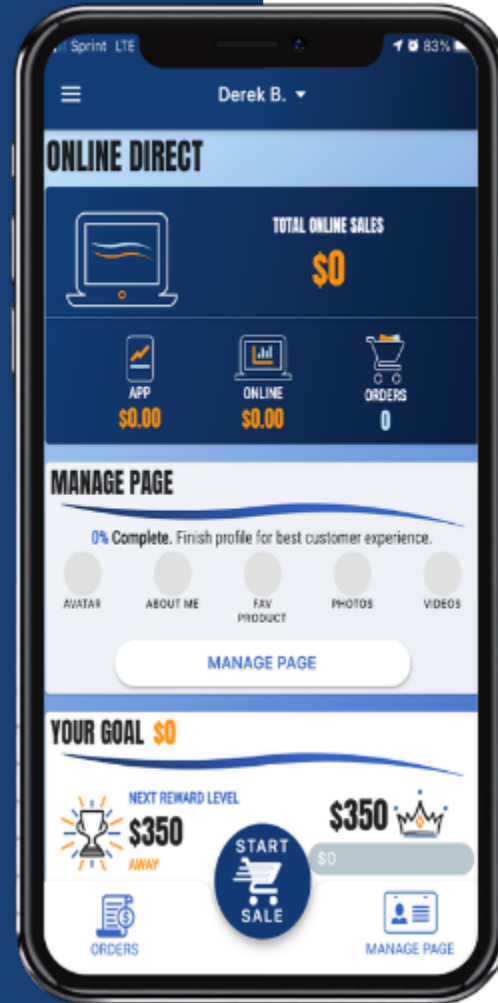 Sprint LTE
83%
Derek B.
ONLINE DIRECT
TOTAL ONLINE SALES
$0
APP
$0.00
ONLINE
$0.00
ORDERS
0
MANAGE PAGE
0% Complete. Finish profile for best customer experience.
AVATAR
ABOUT ME
FAV
PRODUCT
PHOTOS
VIDEOS
MANAGE PAGE
YOUR GOAL $0
NEXT REWARD LEVEL
$350
AWAY
$350
$0
START
SALE
ORDERS
MANAGE PAGE